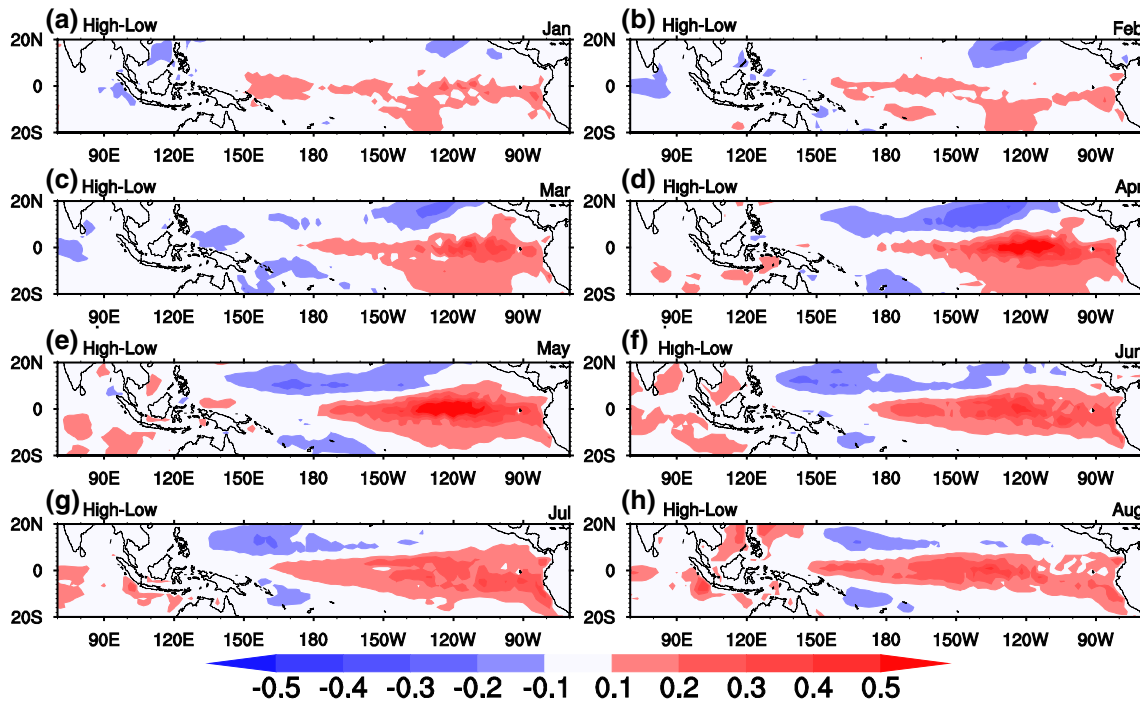 (a) High-Low Jan (b) High-Low Feb
20N 20N
0 0
20S 20S
90E 120E 150E 180 150W 120W 90W 90E 120E 150E 180 150W 120W 90W
(c) High-Low Mar (d) High-Low Apr
20N 20N
0 0
20S 20S
90E 120E 150E 180 150W 120W 90W 90E 120E 150E 180 150W 120W 90W
(e) High-Low May (f) High-Low Jun
20N 20N
0 0
20S 20S
90E 120E 150E 180 150W 120W 90W 90E 120E 150E 180 150W 120W 90W
(g) High-Low Jul (h) High-Low Aug
20N 20N
0 0
20S 20S
90E 120E 150E 180 150W 120W 90W 90E 120E 150E 180 150W 120W 90W
-0.5 -0.4 -0.3 -0.2 -0.1 0.1 0.2 0.3 0.4 0.5